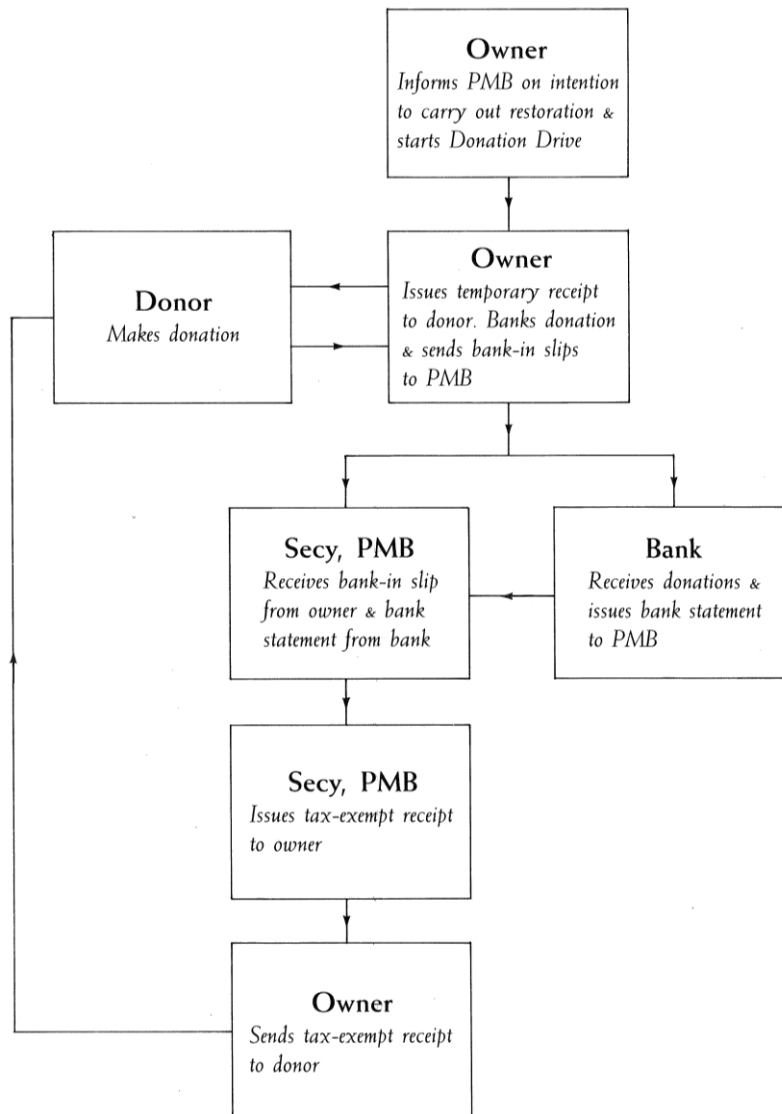 Owner
Informs PMB on intention
to carry out restoration &
starts Donation Drive
Donor
Makes donation
Owner
Issues temporary receipt
to donor. Banks donation
& sends bank-in slips
to PMB
Secy, PMB
Receives bank-in slip
from owner & bank
statement from bank
Bank
Receives donations &
issues bank statement
to PMB
Secy, PMB
Issues tax-exempt receipt
to owner
Owner
Sends tax-exempt receipt
to donor